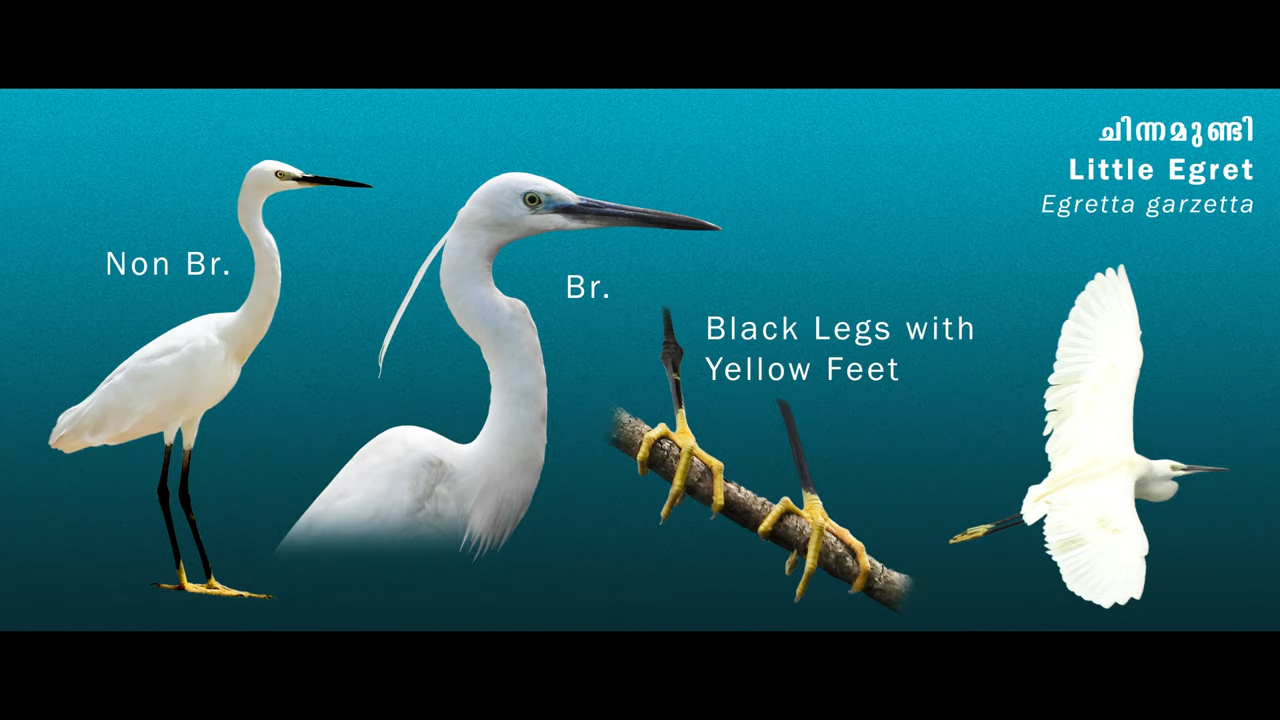 ചിന്നമുണ്ടി
Little Egret
Egretta garzetta
Non Br.
Br.
Black Legs with
Yellow Feet